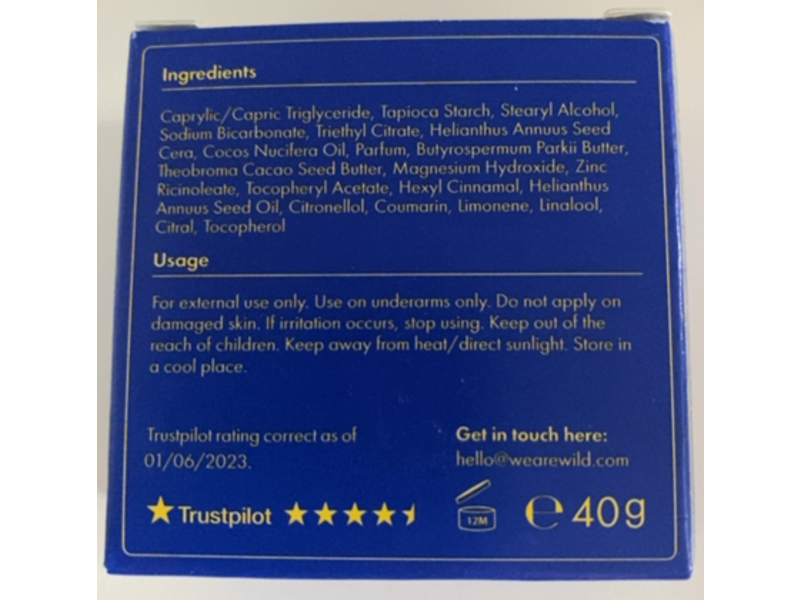 Ingredients
Caprylic/Capric Triglyceride, Tapioca Starch, Stearyl Alcohol,
Sodium Bicarbonate, Triethyl Citrate, Helianthus Annuus Seed
Cera, Cocos Nucifera Oil, Parfum, Butyrospermum Parkii Butter,
Theobroma Cacao Seed Butter, Magnesium Hydroxide, Zinc
Ricinoleate, Tocopheryl Acetate, Hexyl Cinnamal, Helianthus
Annuus Seed Oil, Citronellol, Coumarin, Limonene, Linalool,
Citral, Tocopherol
Usage
For external use only. Use on underarms only. Do not apply on
damaged skin. If irritation occurs, stop using. Keep out of the
reach of children. Keep away from heat/direct sunlight. Store in
a cool place.
Trustpilot rating correct as of
01/06/2023.
Get in touch here:
hello@wearewild.com
Trustpilot
12M
℮ 40g